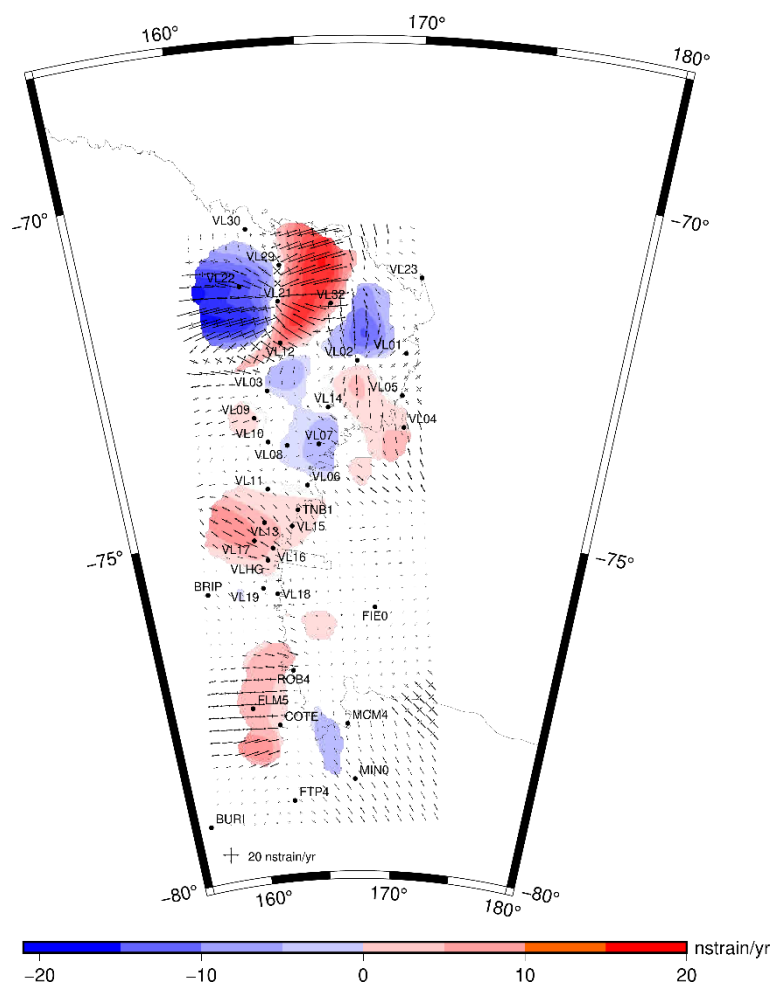 160°
170°
180°
−70°
−70°
VL30
VL29
VL23
VL22
VL21
VL32
VL12
VL02
VL01
VL03
VL05
VL14
VL09
VL04
VL10
VL07
VL08
VL06
VL11
TNB1
VL13
VL15
VL17
VL16
VLHG
−75°
−75°
BRIP
VL19
VL18
FIE0
ROB4
FLM5
COTE
MCM4
MIN0
FTP4
BURI
20 nstrain/yr
−80°
160°
170°
180°
−80°
nstrain/yr
−20
−10
0
10
20